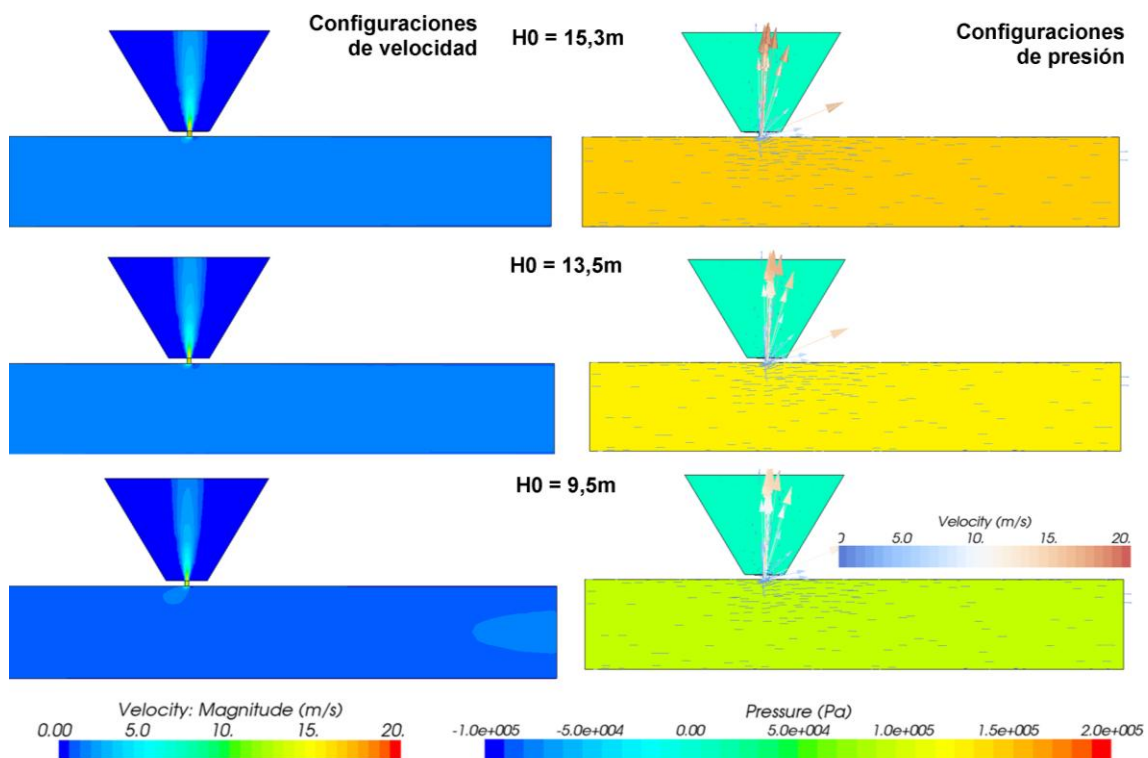 Configuraciones
de velocidad
H0 = 15,3m
Configuraciones
de presión
H0 = 13,5m
H0 = 9,5m
Velocity (m/s)
0 5.0 10. 15. 20.
Velocity: Magnitude (m/s)
0.00 5.0 10. 15. 20.
Pressure (Pa)
-1.0e+005 -5.0e+004 0.00 5.0e+004 1.0e+005 1.5e+005 2.0e+005